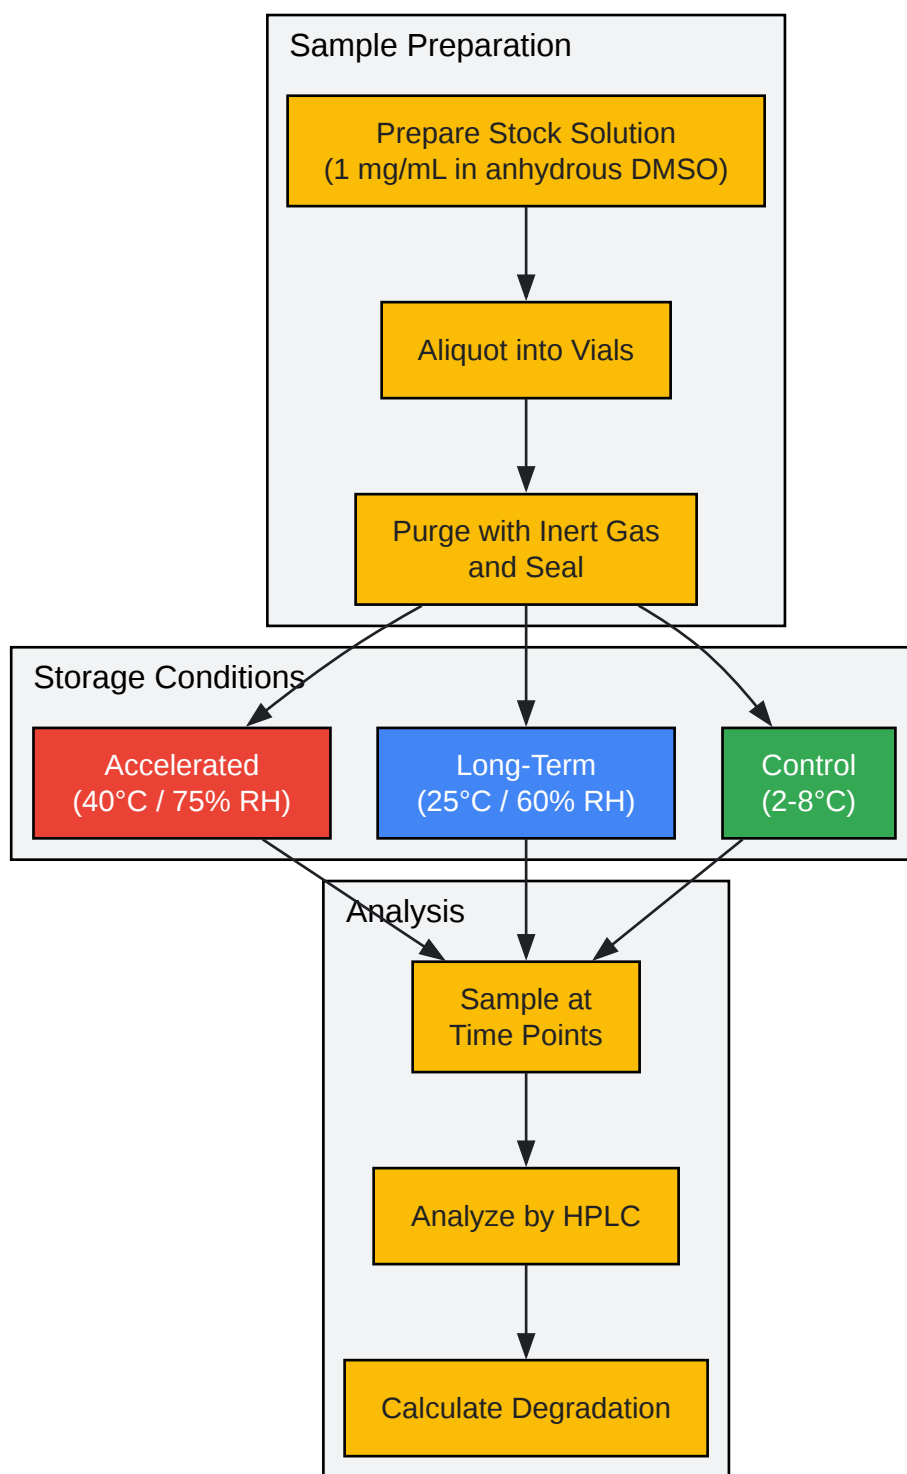 Sample Preparation
Prepare Stock Solution
(1 mg/mL in anhydrous DMSO)
Aliquot into Vials
Purge with Inert Gas
and Seal
Storage Conditions
Accelerated
(40°C / 75% RH)
Long-Term
(25°C / 60% RH)
Control
(2-8°C)
Analysis
Sample at
Time Points
Analyze by HPLC
Calculate Degradation